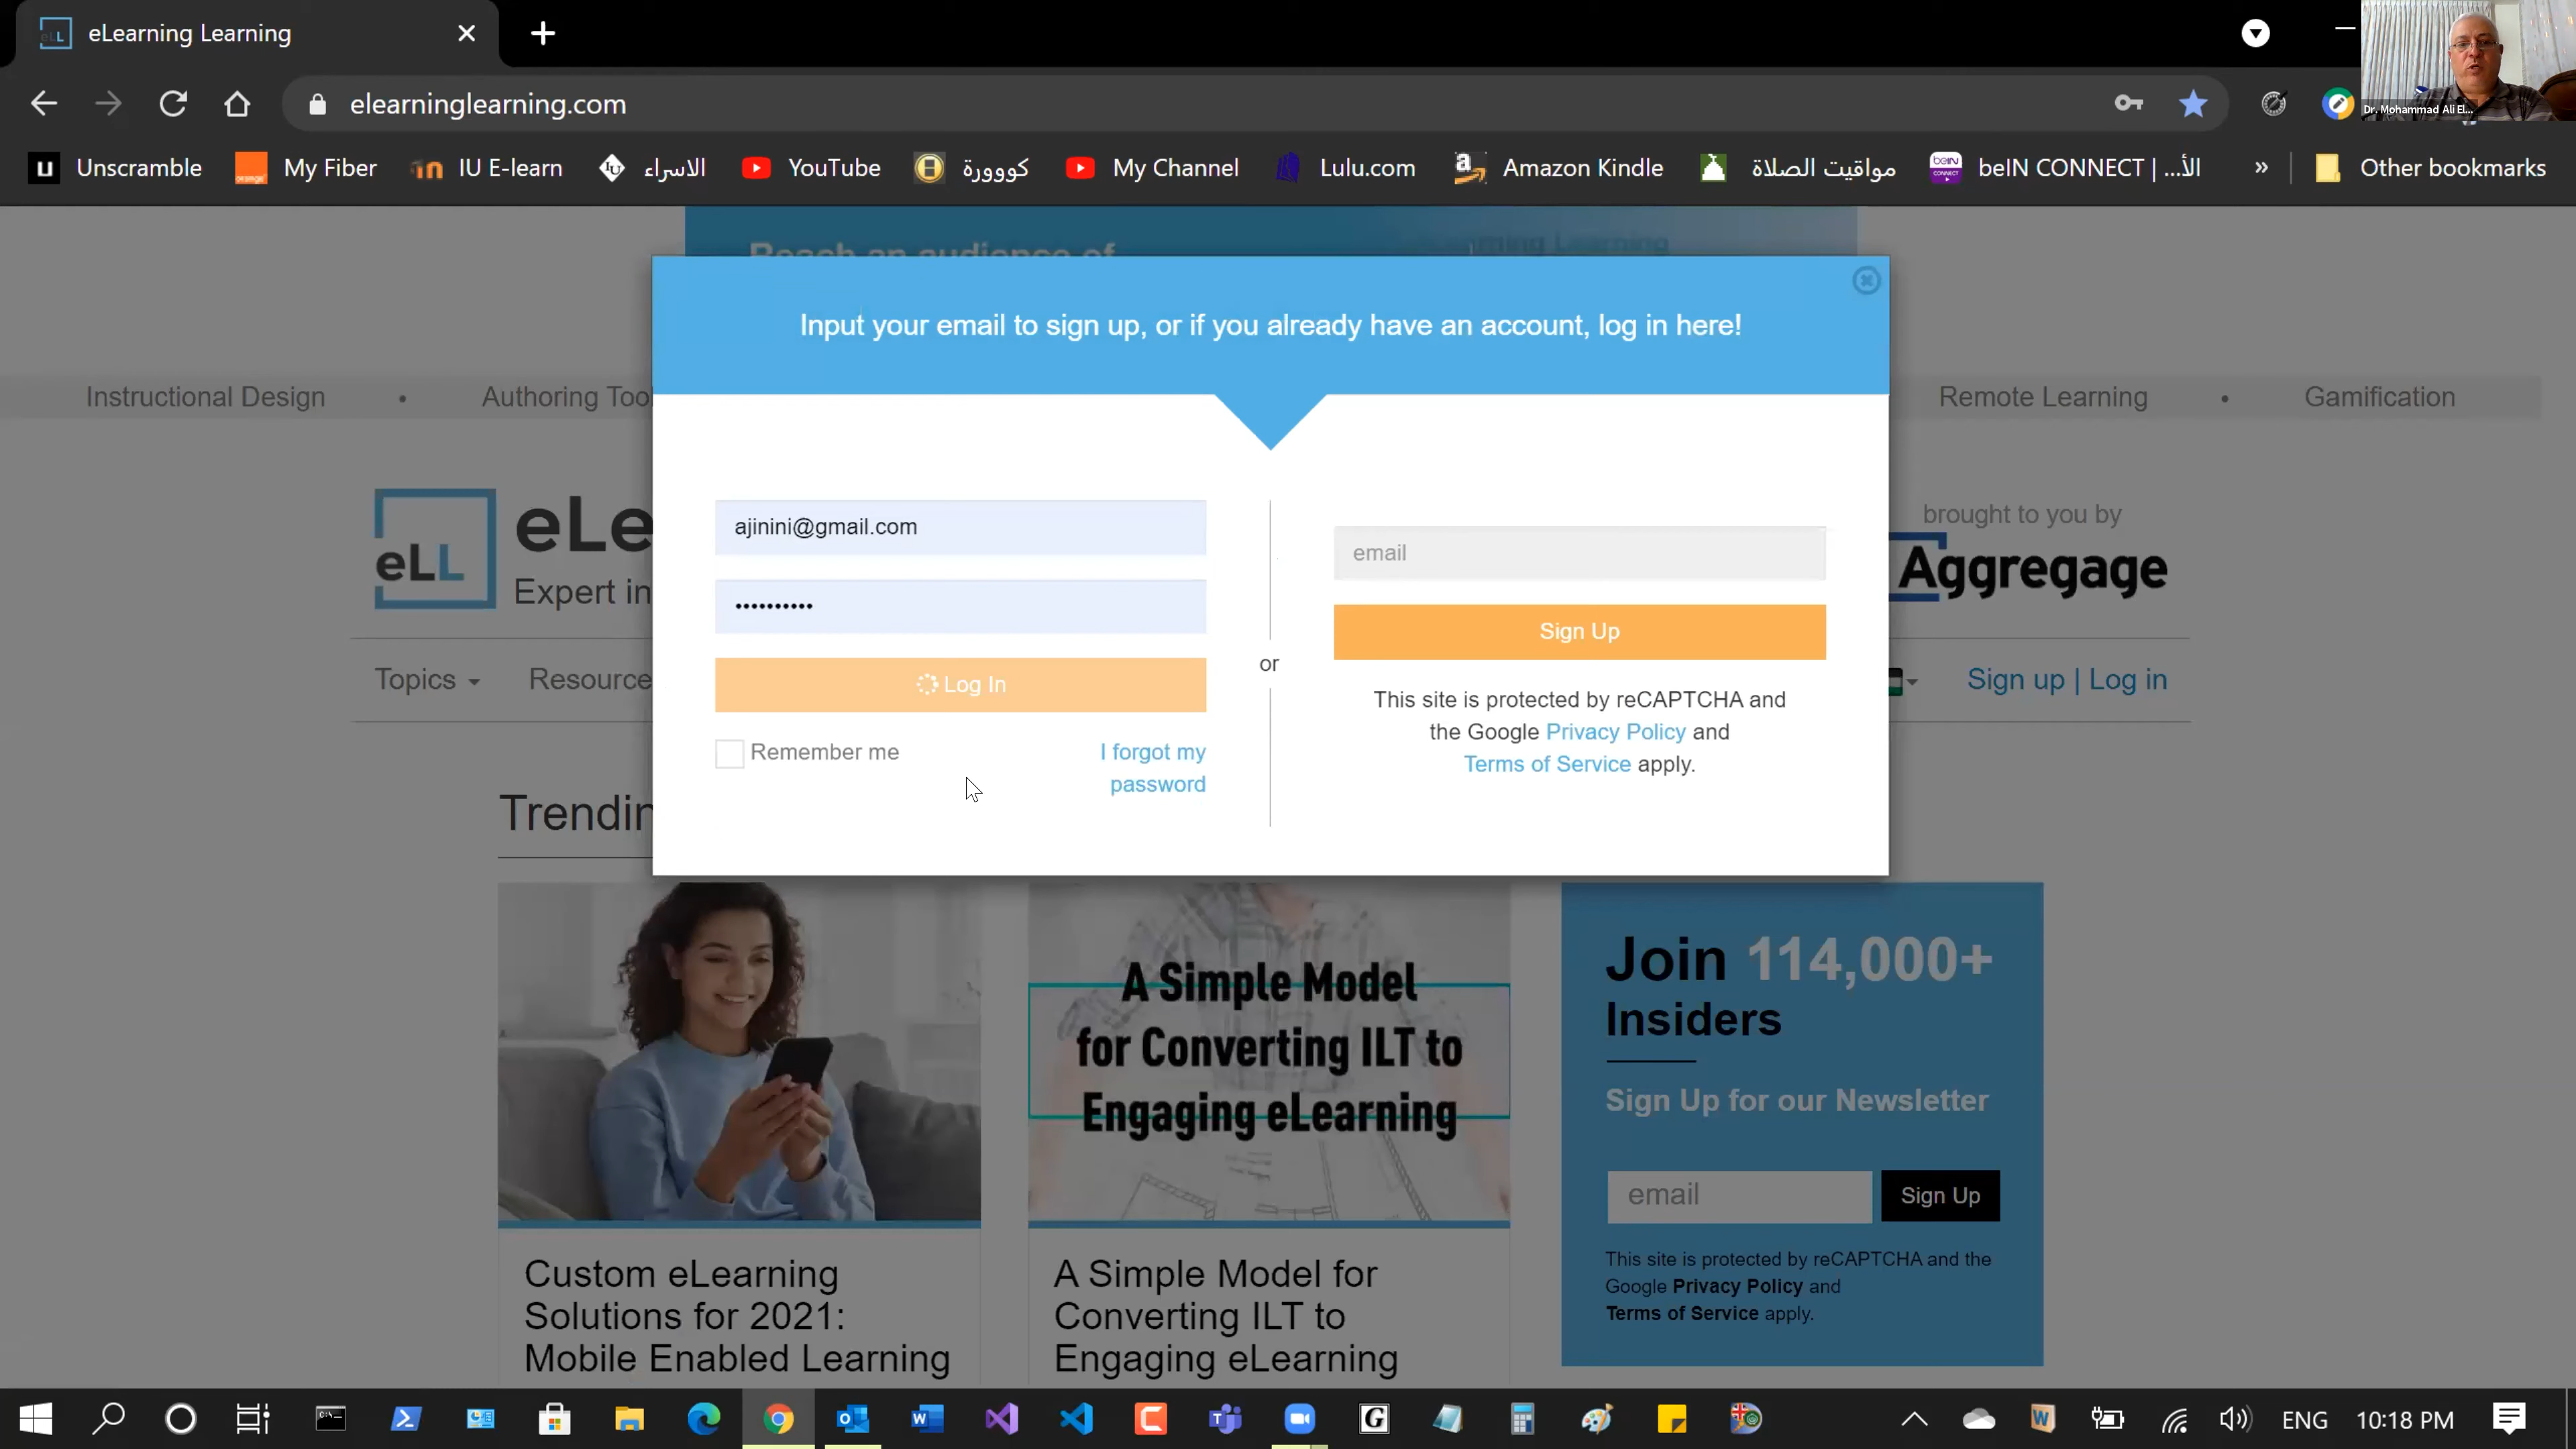 eLearning Learning
elearninglearning.com
Dr. Mohammad Ali El...
Unscramble
My Fiber
IU E-learn
الاسراء
YouTube
كووورة
My Channel
Lulu.com
Amazon Kindle
مواقيت الصلاة
beIN CONNECT | ...الأ
»
Other bookmarks
Reach an audience of
eLearning Learning
Input your email to sign up, or if you already have an account, log in here!
Instructional Design
•
Authoring Tool
Remote Learning
•
Gamification
ajinini@gmail.com
••••••••••
Log In
Remember me
I forgot my
password
or
email
Sign Up
This site is protected by reCAPTCHA and
the Google Privacy Policy and
Terms of Service apply.
eLL
eLe
Expert in
brought to you by
Aggregage
Topics
Resource
Sign up | Log in
Trendin
A Simple Model
for Converting ILT to
Engaging eLearning
Custom eLearning
Solutions for 2021:
Mobile Enabled Learning
A Simple Model for
Converting ILT to
Engaging eLearning
Join 114,000+
Insiders
Sign Up for our Newsletter
email
Sign Up
This site is protected by reCAPTCHA and the
Google Privacy Policy and
Terms of Service apply.
ENG
10:18 PM